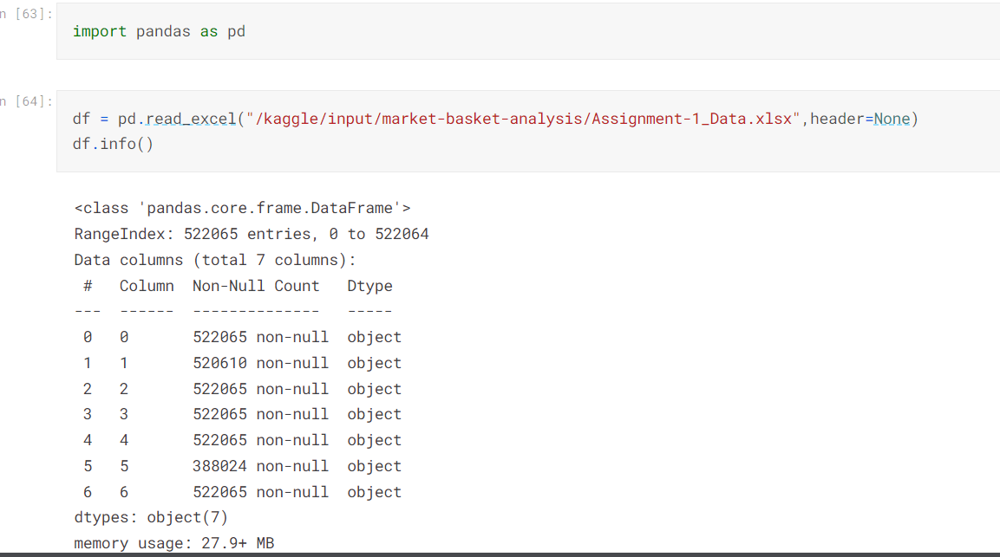 n [63]:
import pandas as pd
n [64]:
df = pd.read_excel("/kaggle/input/market-basket-analysis/Assignment-1_Data.xlsx",header=None)
df.info()
<class 'pandas.core.frame.DataFrame'>
RangeIndex: 522065 entries, 0 to 522064
Data columns (total 7 columns):
 #   Column  Non-Null Count   Dtype
---  ------  --------------   -----
 0   0       522065 non-null  object
 1   1       520610 non-null  object
 2   2       522065 non-null  object
 3   3       522065 non-null  object
 4   4       522065 non-null  object
 5   5       388024 non-null  object
 6   6       522065 non-null  object
dtypes: object(7)
memory usage: 27.9+ MB